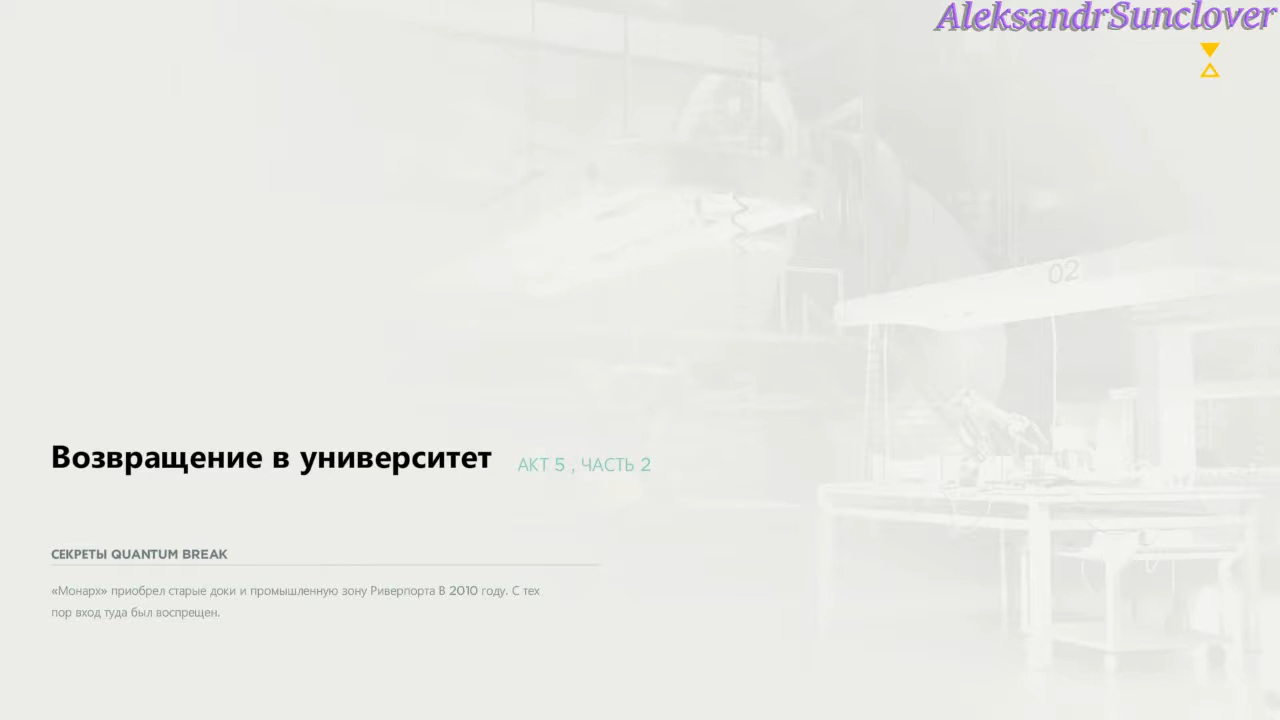 AleksandrSunclover
02
Возвращение в университет АКТ 5 , ЧАСТЬ 2
СЕКРЕТЫ QUANTUM BREAK
«Монарх» приобрел старые доки и промышленную зону Риверпорта В 2010 году. С тех
пор вход туда был воспрещен.